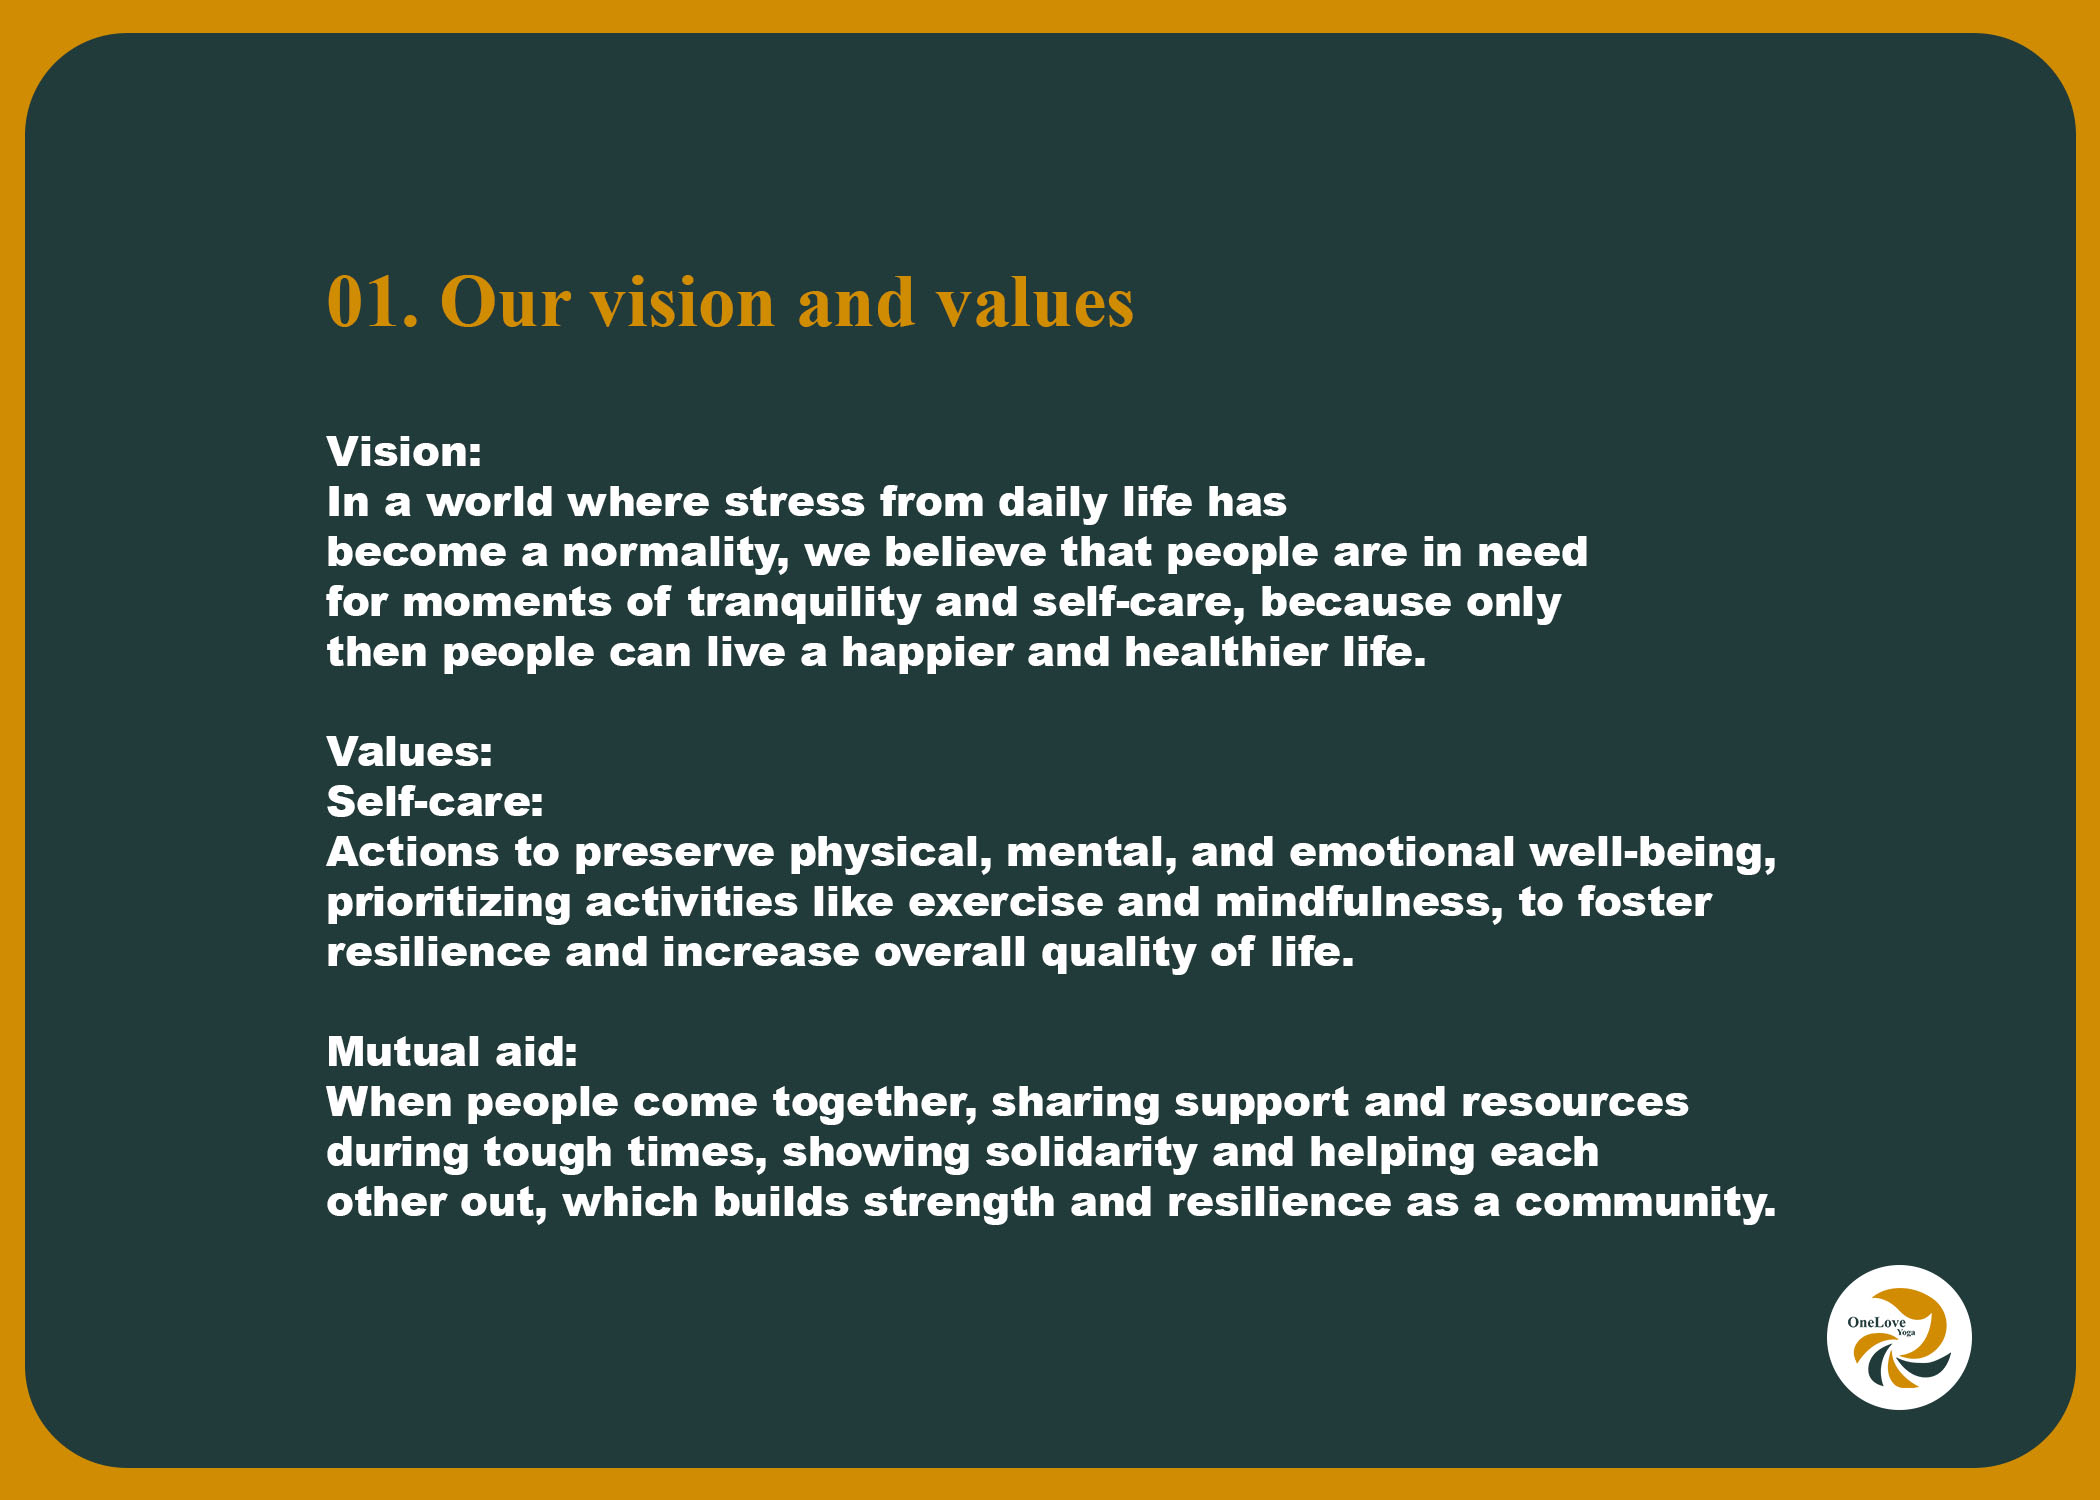 01. Our vision and values
Vision:
In a world where stress from daily life has
become a normality, we believe that people are in need
for moments of tranquility and self-care, because only
then people can live a happier and healthier life.
Values:
Self-care:
Actions to preserve physical, mental, and emotional well-being,
prioritizing activities like exercise and mindfulness, to foster
resilience and increase overall quality of life.
Mutual aid:
When people come together, sharing support and resources
during tough times, showing solidarity and helping each
other out, which builds strength and resilience as a community.
OneLove
Yoga